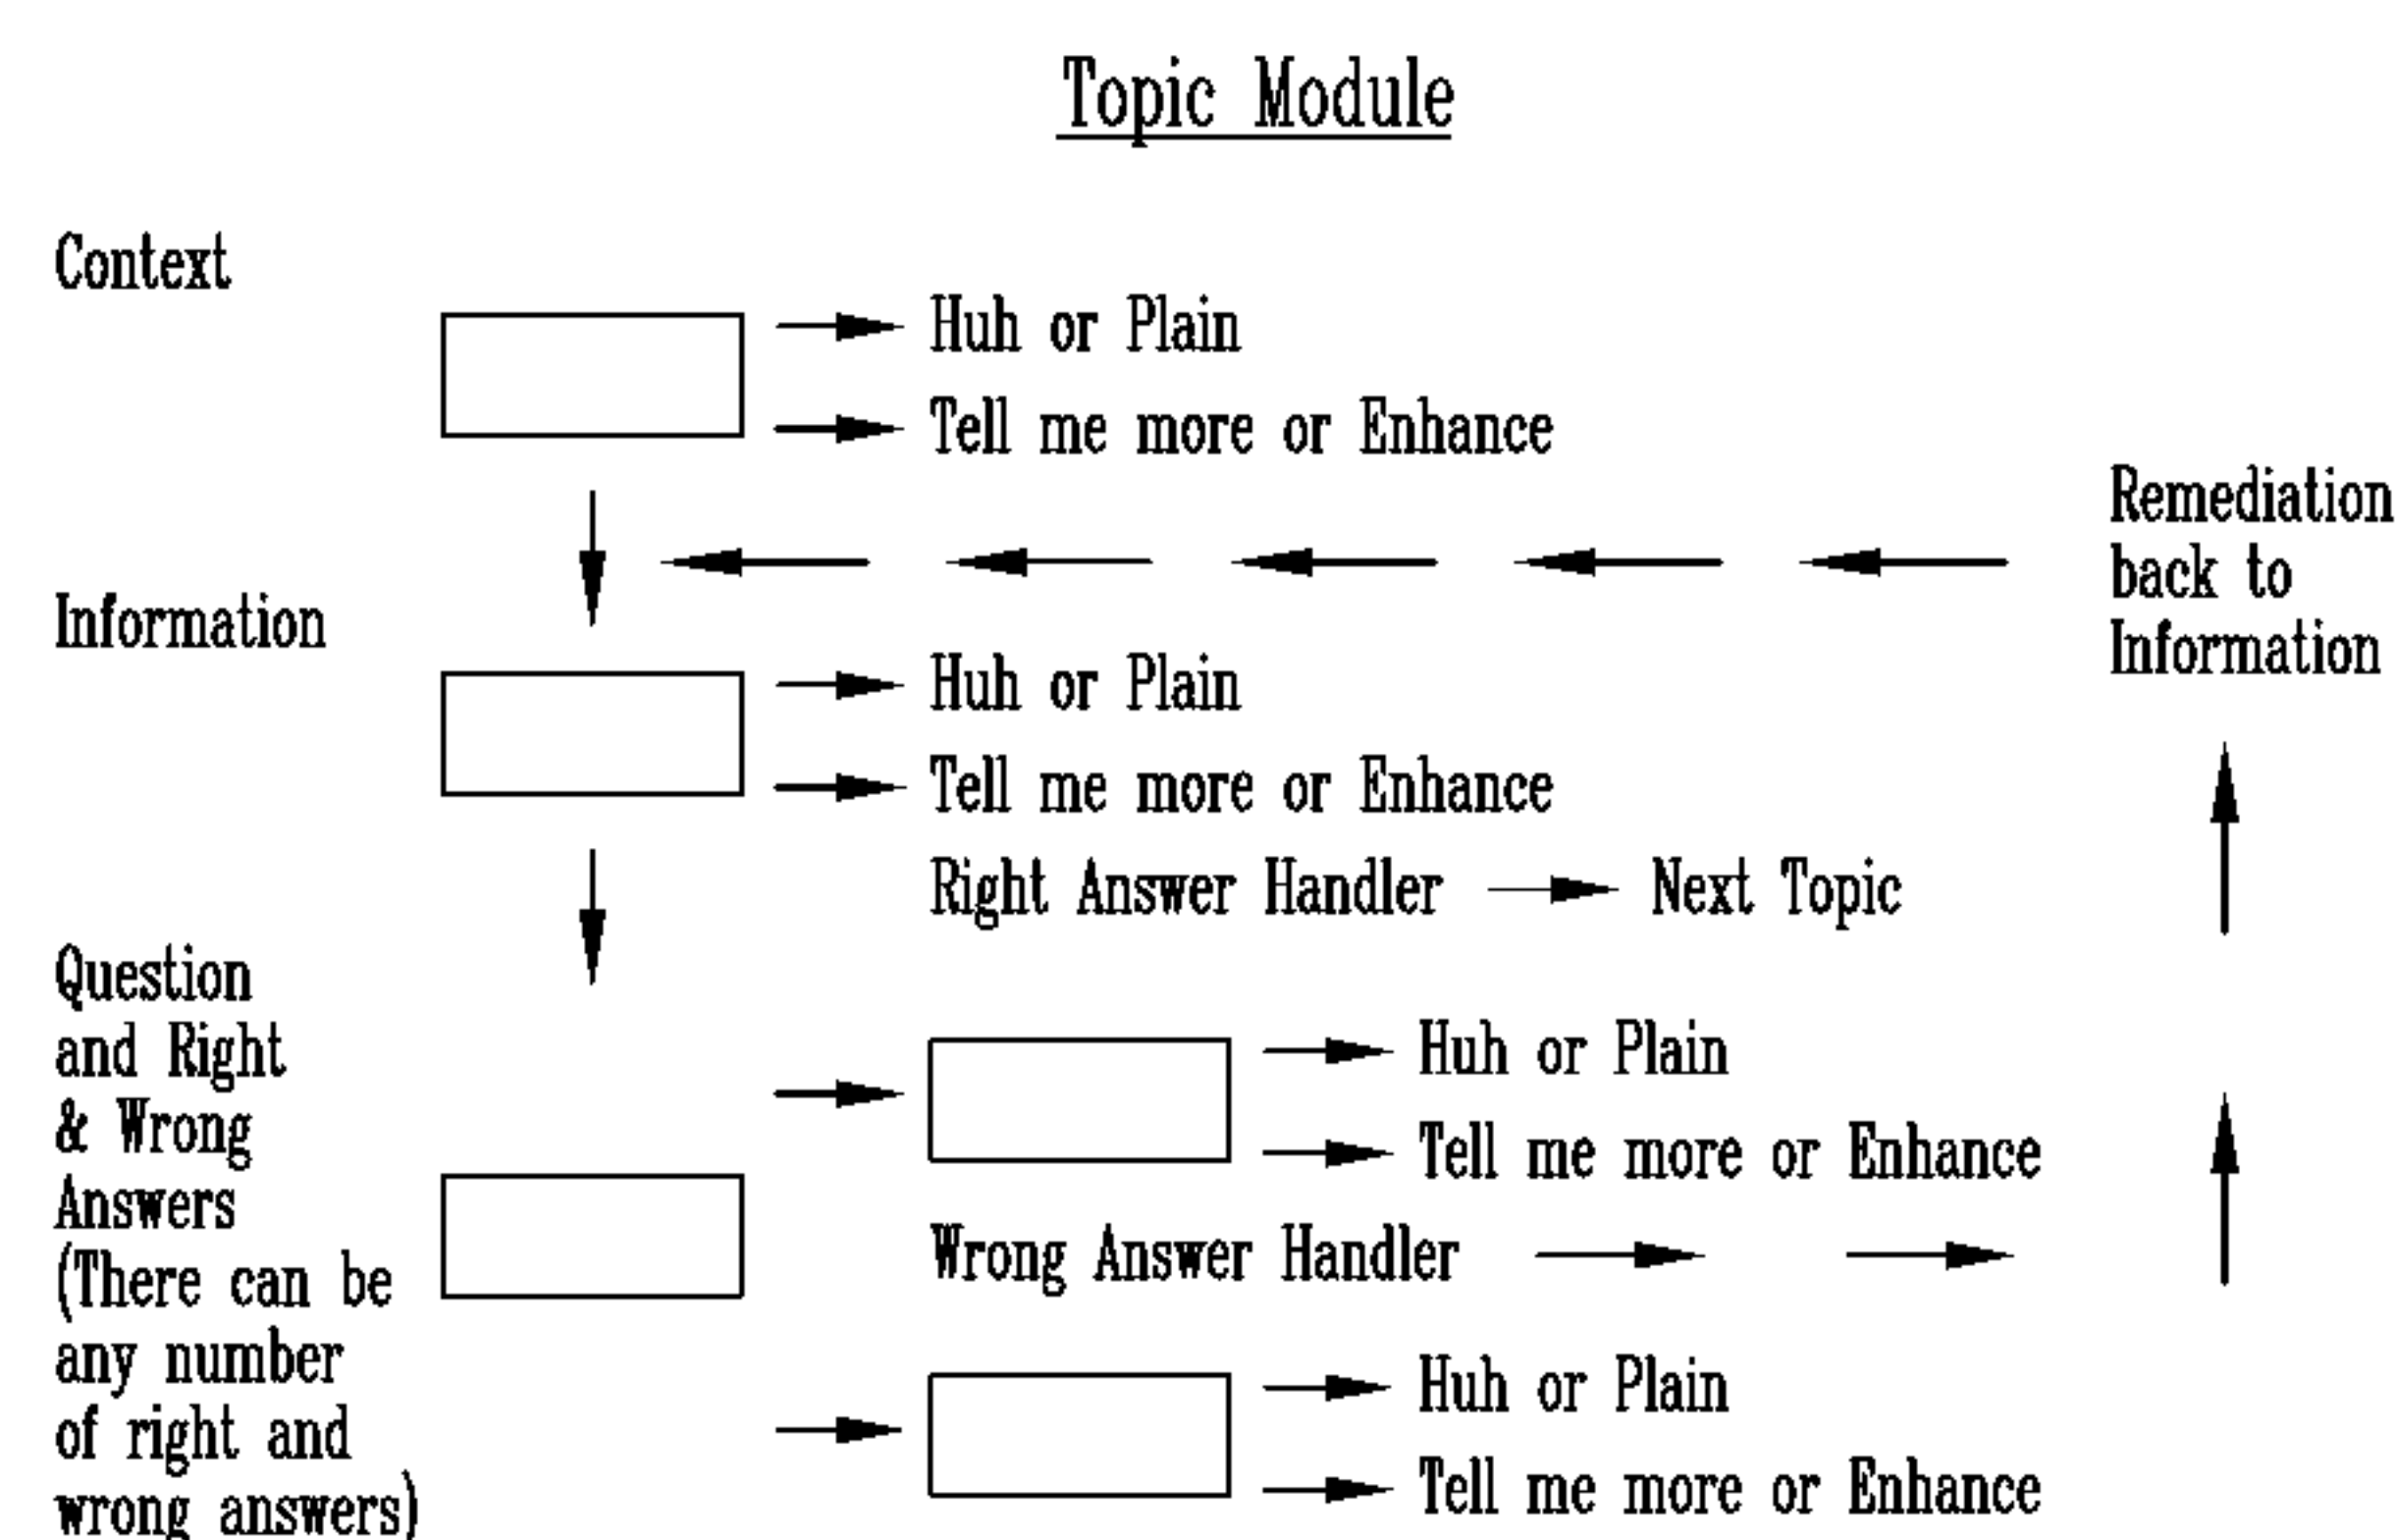 Topic Module
Context
Huh or Plain
Tell me more or Enhance
Remediation
back to
Information
Information
Huh or Plain
Tell me more or Enhance
Right Answer Handler
Next Topic
Question
and Right
& Wrong
Answers
(There can be
any number
of right and
wrong answers)
Huh or Plain
Tell me more or Enhance
Wrong Answer Handler
Huh or Plain
Tell me more or Enhance